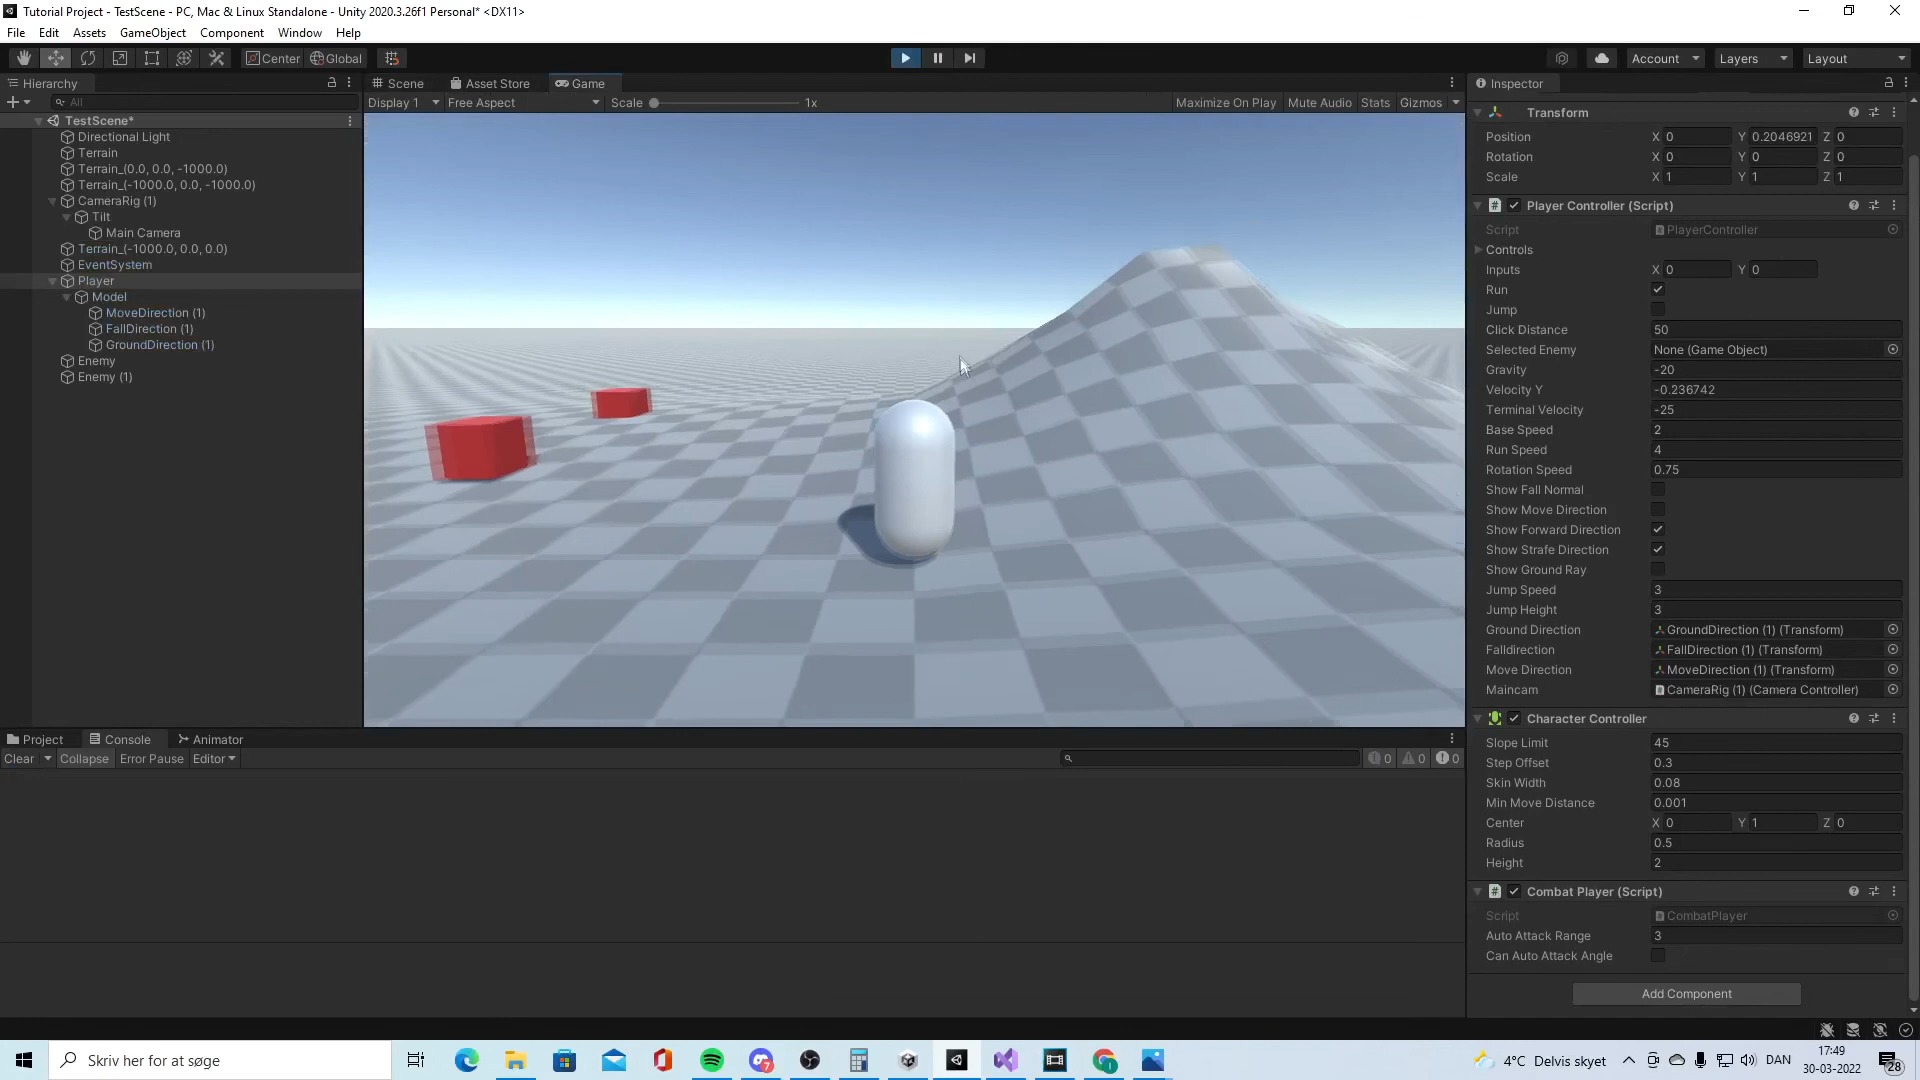 Tutorial Project - TestScene - PC, Mac & Linux Standalone - Unity 2020.3.26f1 Personal* <DX11>
File Edit Assets GameObject Component Window Help
Center Global Account Layers Layout
Hierarchy
All
TestScene*
Directional Light
Terrain
Terrain_(0.0, 0.0, -1000.0)
Terrain_(-1000.0, 0.0, -1000.0)
CameraRig (1)
Tilt
Main Camera
Terrain_(-1000.0, 0.0, 0.0)
EventSystem
Player
Model
MoveDirection (1)
FallDirection (1)
GroundDirection (1)
Enemy
Enemy (1)
Scene Asset Store Game
Display 1 Free Aspect Scale 1x Maximize On Play Mute Audio Stats Gizmos
Inspector
Transform
Position X 0 Y 0.2046921 Z 0
Rotation X 0 Y 0 Z 0
Scale X 1 Y 1 Z 1
# Player Controller (Script)
Script PlayerController
Controls
Inputs X 0 Y 0
Run
Jump
Click Distance 50
Selected Enemy None (Game Object)
Gravity -20
Velocity Y -0.236742
Terminal Velocity -25
Base Speed 2
Run Speed 4
Rotation Speed 0.75
Show Fall Normal
Show Move Direction
Show Forward Direction
Show Strafe Direction
Show Ground Ray
Jump Speed 3
Jump Height 3
Ground Direction GroundDirection (1) (Transform)
Falldirection FallDirection (1) (Transform)
Move Direction MoveDirection (1) (Transform)
Maincam CameraRig (1) (Camera Controller)
Character Controller
Slope Limit 45
Step Offset 0.3
Skin Width 0.08
Min Move Distance 0.001
Center X 0 Y 1 Z 0
Radius 0.5
Height 2
# Combat Player (Script)
Script CombatPlayer
Auto Attack Range 3
Can Auto Attack Angle
Add Component
Project Console Animator
Clear Collapse Error Pause Editor 0 0 0
Skriv her for at søge
7
4°C Delvis skyet DAN 17:49
30-03-2022
28